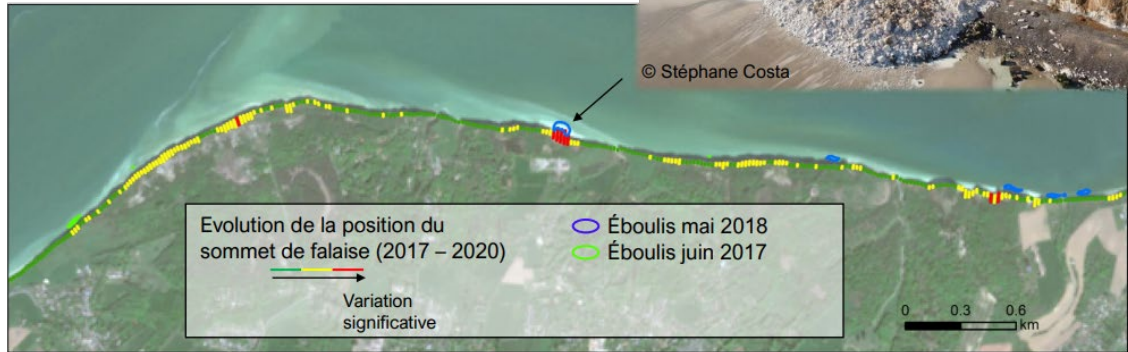 © Stéphane Costa
Evolution de la position du
sommet de falaise (2017 – 2020)
Variation
significative
Éboulis mai 2018
Éboulis juin 2017
0 0.3 0.6
km